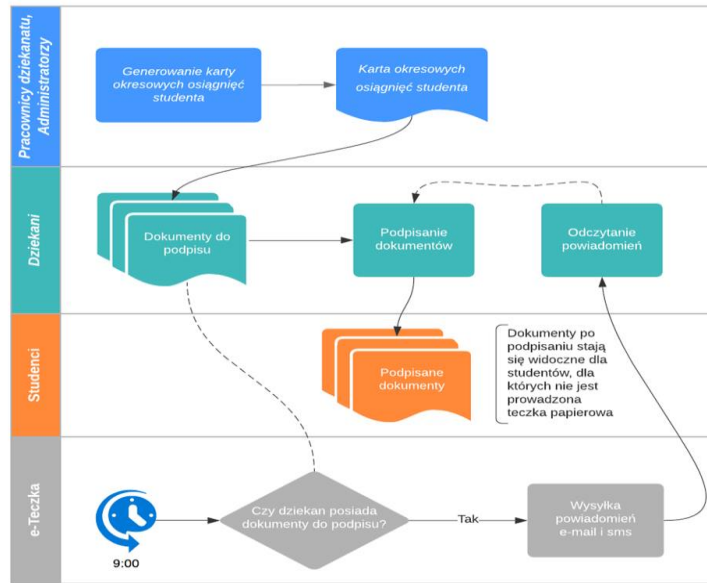 Pracownicy dziekanatu,
Administratorzy
Generowanie karty
okresowych osiągnięć
studenta
Karta okresowych
osiągnięć studenta
Dziekani
Dokumenty do
podpisu
Podpisanie
dokumentów
Odczytanie
powiadomień
Studenci
Podpisane
dokumenty
Dokumenty po
podpisaniu stają
się widoczne dla
studentów, dla
których nie jest
prowadzona
teczka papierowa
e-Teczka
9:00
Czy dziekan posiada
dokumenty do podpisu?
Tak
Wysyłka
powiadomień
e-mail i sms